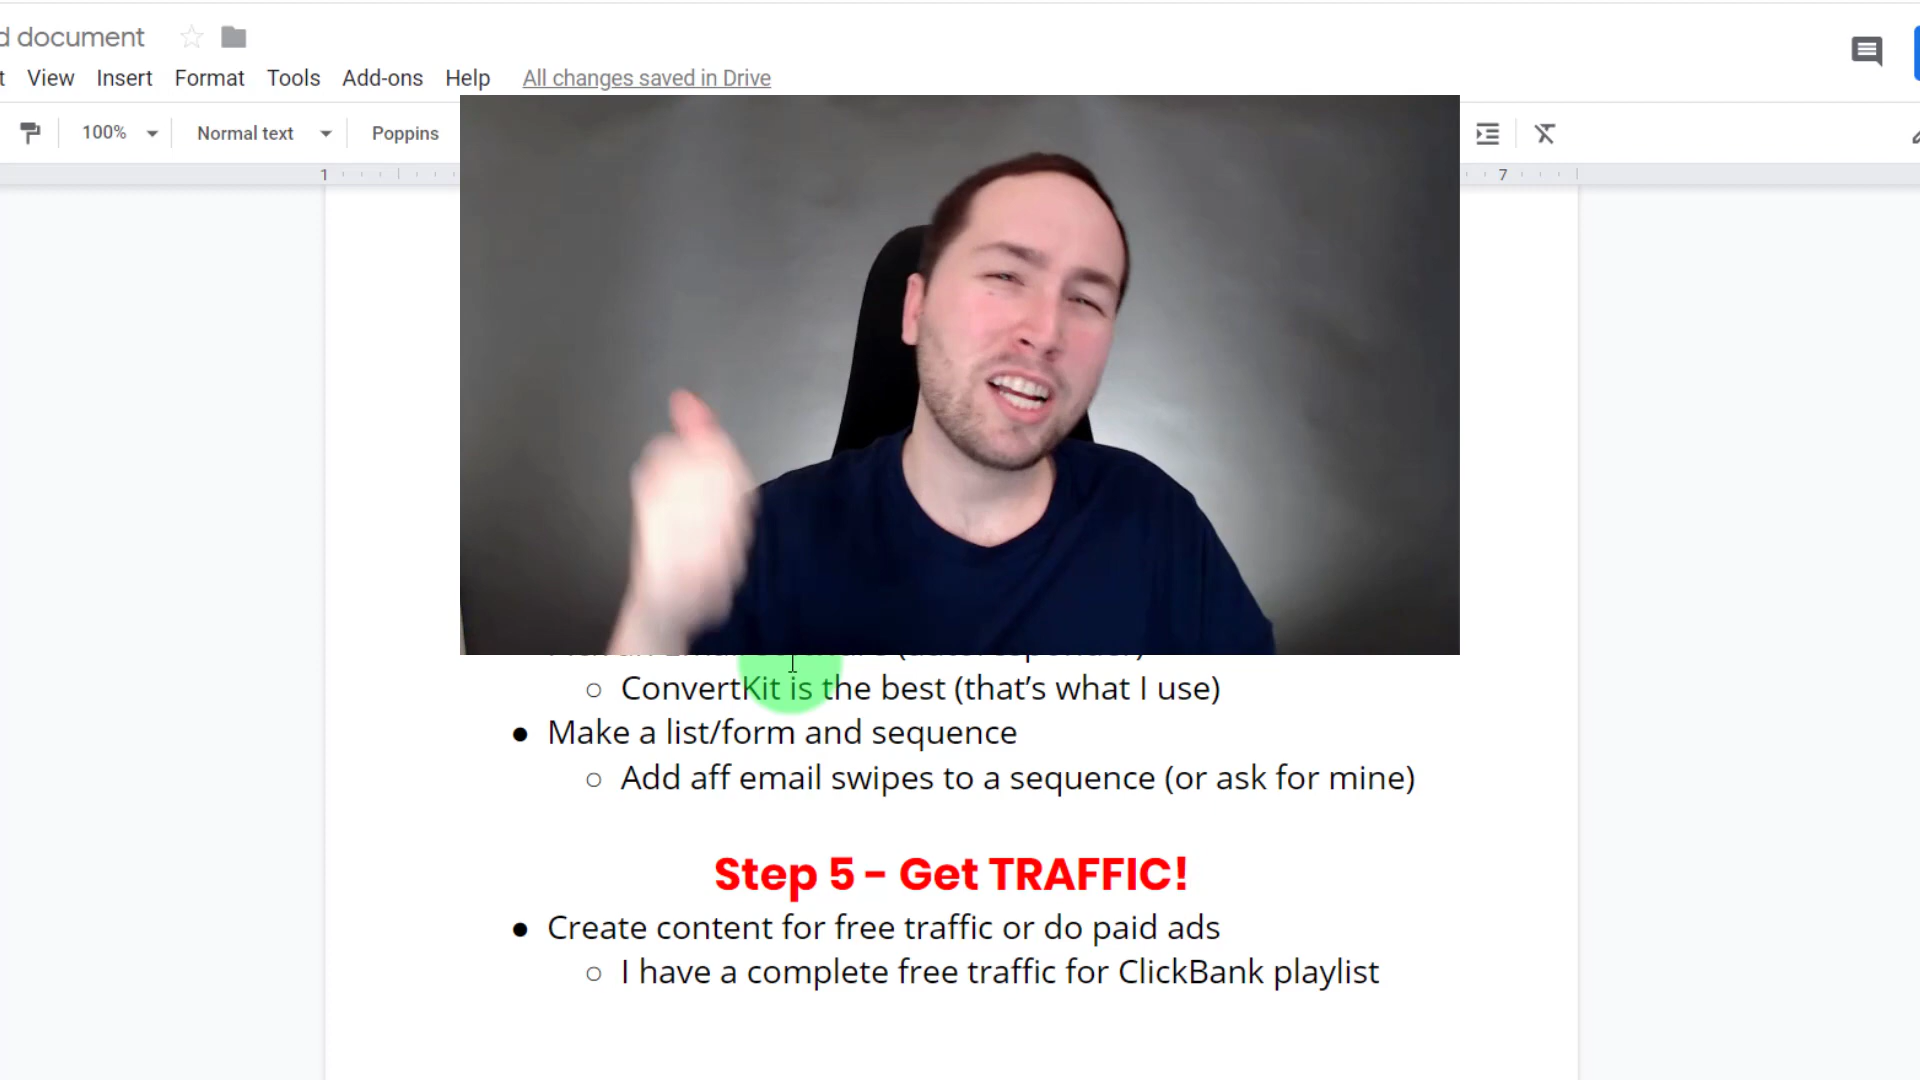 d document
t View Insert Format Tools Add-ons Help All changes saved in Drive
100% Normal text Poppins
1 7
ConvertKit is the best (that's what I use)
Make a list/form and sequence
Add aff email swipes to a sequence (or ask for mine)
Step 5 - Get TRAFFIC!
Create content for free traffic or do paid ads
I have a complete free traffic for ClickBank playlist